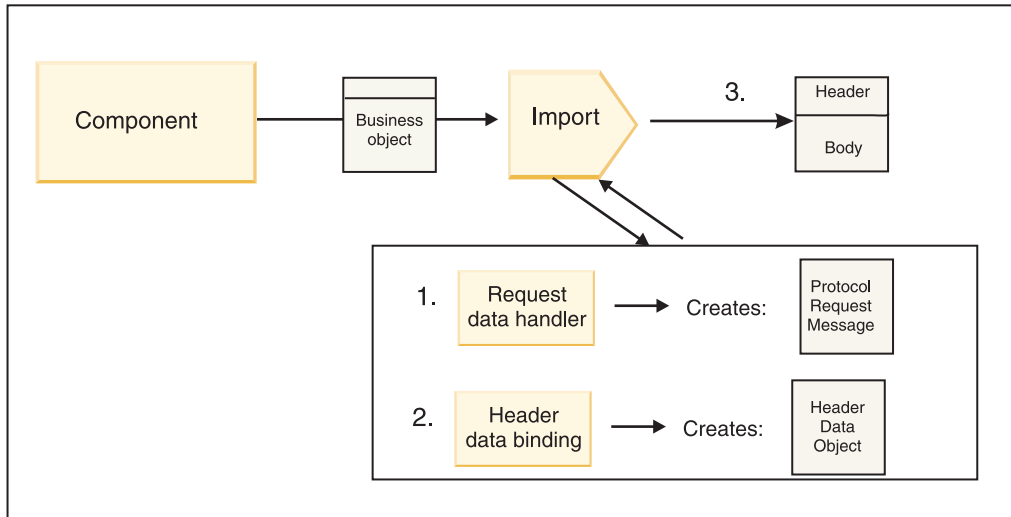 Component
Business
object
Import
3.
Header
Body
1.
Request
data handler
Creates:
Protocol
Request
Message
2.
Header
data binding
Creates:
Header
Data
Object